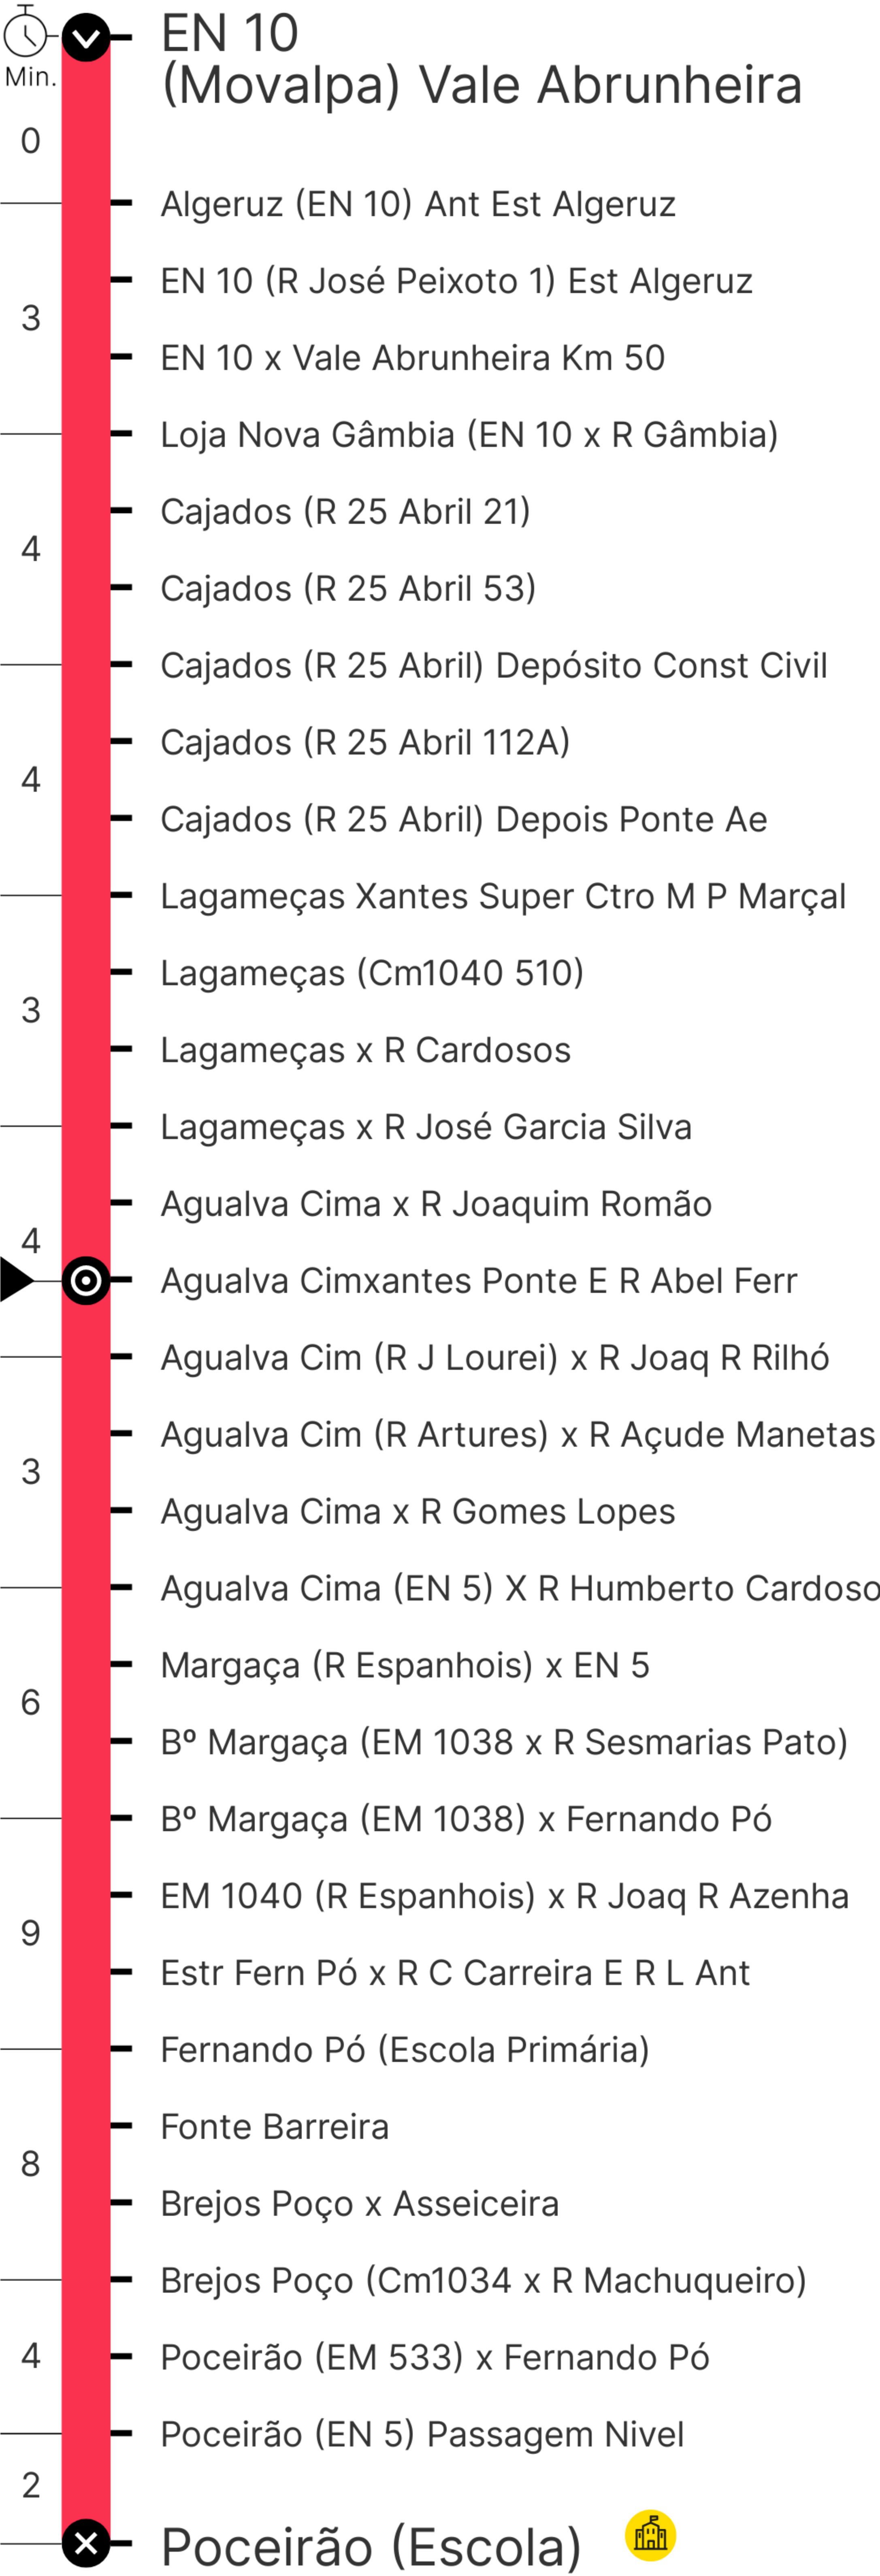 EN 10
(Movalpa) Vale Abrunheira
Min.
0
Algeruz (EN 10) Ant Est Algeruz
EN 10 (R José Peixoto 1) Est Algeruz
3
EN 10 x Vale Abrunheira Km 50
Loja Nova Gâmbia (EN 10 x R Gâmbia)
Cajados (R 25 Abril 21)
4
Cajados (R 25 Abril 53)
Cajados (R 25 Abril) Depósito Const Civil
Cajados (R 25 Abril 112A)
4
Cajados (R 25 Abril) Depois Ponte Ae
Lagameças Xantes Super Ctro M P Marçal
Lagameças (Cm1040 510)
3
Lagameças x R Cardosos
Lagameças x R José Garcia Silva
Agualva Cima x R Joaquim Romão
4
Agualva Cimxantes Ponte E R Abel Ferr
Agualva Cim (R J Lourei) x R Joaq R Rilhó
Agualva Cim (R Artures) x R Açude Manetas
3
Agualva Cima x R Gomes Lopes
Agualva Cima (EN 5) X R Humberto Cardoso
Margaça (R Espanhois) x EN 5
6
Bº Margaça (EM 1038 x R Sesmarias Pato)
Bº Margaça (EM 1038) x Fernando Pó
EM 1040 (R Espanhois) x R Joaq R Azenha
9
Estr Fern Pó x R C Carreira E R L Ant
Fernando Pó (Escola Primária)
Fonte Barreira
8
Brejos Poço x Asseiceira
Brejos Poço (Cm1034 x R Machuqueiro)
4
Poceirão (EM 533) x Fernando Pó
Poceirão (EN 5) Passagem Nivel
2
Poceirão (Escola)